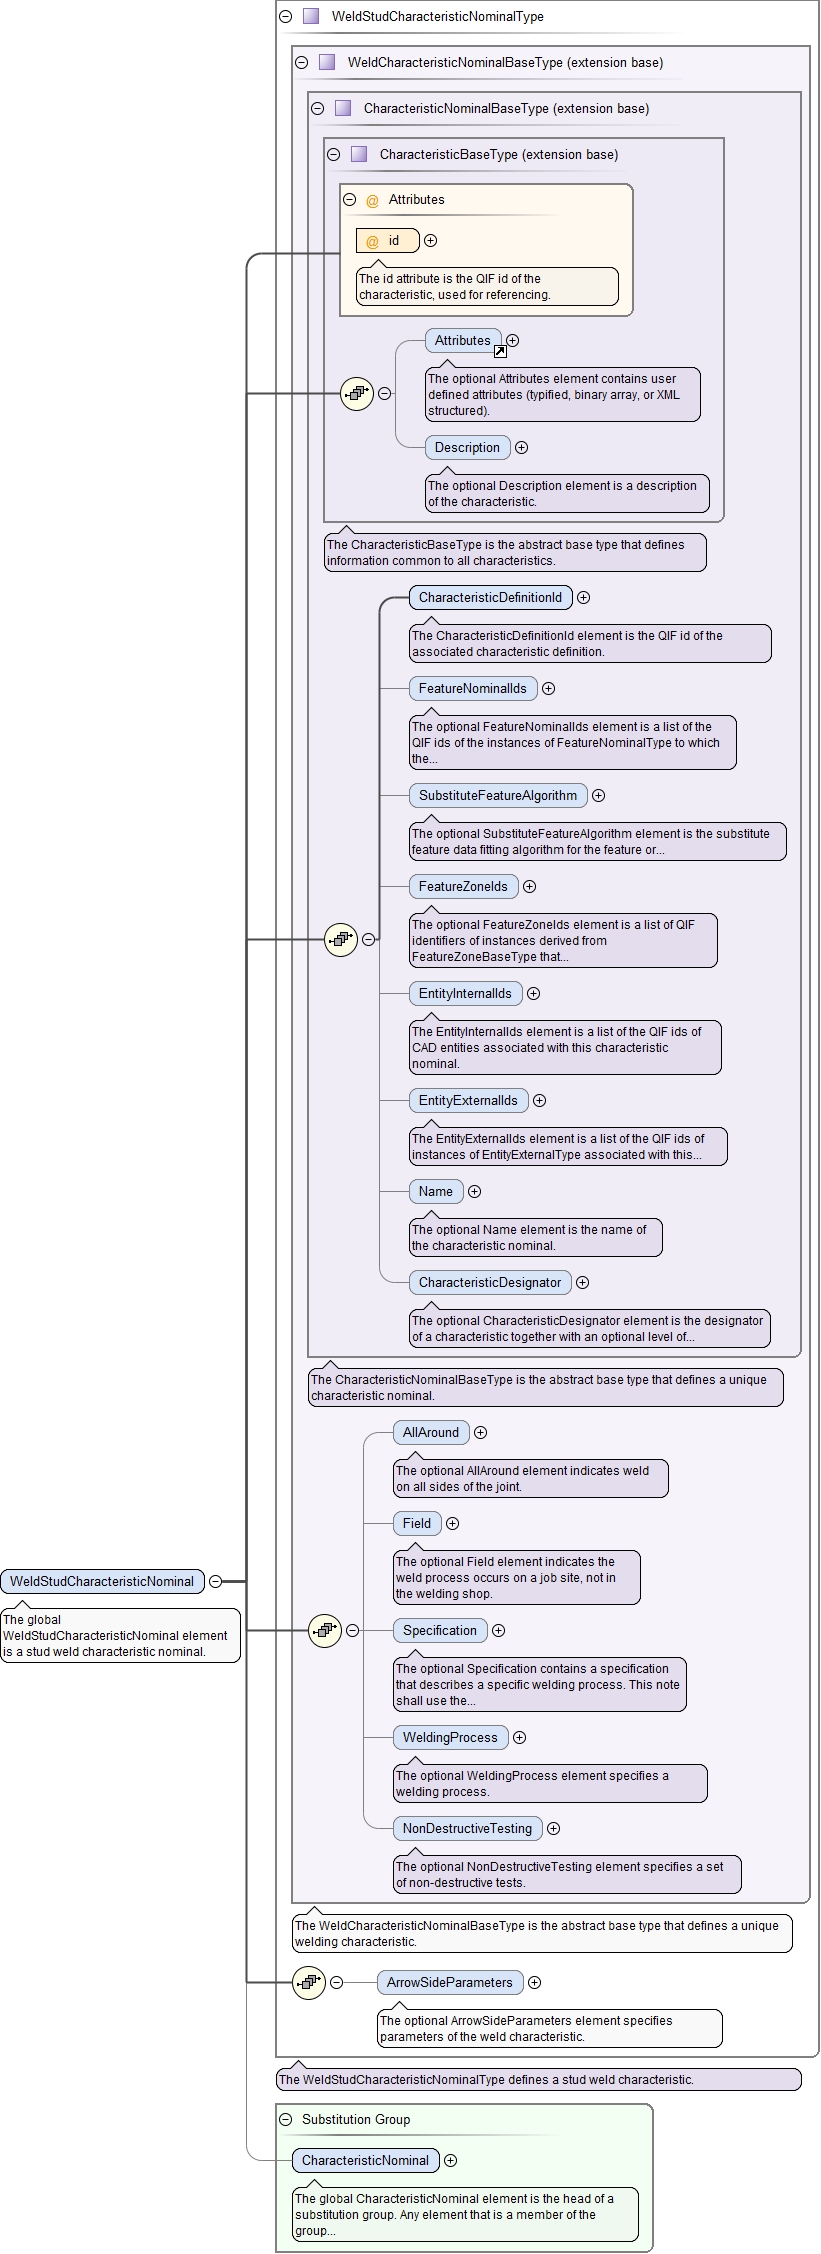 WeldStudCharacteristicNominalType
WeldCharacteristicNominalBaseType (extension base)
CharacteristicNominalBaseType (extension base)
CharacteristicBaseType (extension base)
@ Attributes
@ id
The id attribute is the QIF id of the
characteristic, used for referencing.
Attributes
The optional Attributes element contains user
defined attributes (typified, binary array, or XML
structured).
Description
The optional Description element is a description
of the characteristic.
The CharacteristicBaseType is the abstract base type that defines
information common to all characteristics.
CharacteristicDefinitionId
The CharacteristicDefinitionId element is the QIF id of the
associated characteristic definition.
FeatureNominalIds
The optional FeatureNominalIds element is a list of the
QIF ids of the instances of FeatureNominalType to which
the...
SubstituteFeatureAlgorithm
The optional SubstituteFeatureAlgorithm element is the substitute
feature data fitting algorithm for the feature or...
FeatureZoneIds
The optional FeatureZoneIds element is a list of QIF
identifiers of instances derived from
FeatureZoneBaseType that...
EntityInternalIds
The EntityInternalIds element is a list of the QIF ids of
CAD entities associated with this characteristic
nominal.
EntityExternalIds
The EntityExternalIds element is a list of the QIF ids of
instances of EntityExternalType associated with this...
Name
The optional Name element is the name of
the characteristic nominal.
CharacteristicDesignator
The optional CharacteristicDesignator element is the designator
of a characteristic together with an optional level of...
The CharacteristicNominalBaseType is the abstract base type that defines a unique
characteristic nominal.
AllAround
The optional AllAround element indicates weld
on all sides of the joint.
Field
The optional Field element indicates the
weld process occurs on a job site, not in
the welding shop.
WeldStudCharacteristicNominal
The global
WeldStudCharacteristicNominal element
is a stud weld characteristic nominal.
Specification
The optional Specification contains a specification
that describes a specific welding process. This note
shall use the...
WeldingProcess
The optional WeldingProcess element specifies a
welding process.
NonDestructiveTesting
The optional NonDestructiveTesting element specifies a set
of non-destructive tests.
The WeldCharacteristicNominalBaseType is the abstract base type that defines a unique
welding characteristic.
ArrowSideParameters
The optional ArrowSideParameters element specifies
parameters of the weld characteristic.
The WeldStudCharacteristicNominalType defines a stud weld characteristic.
Substitution Group
CharacteristicNominal
The global CharacteristicNominal element is the head of a
substitution group. Any element that is a member of the
group...